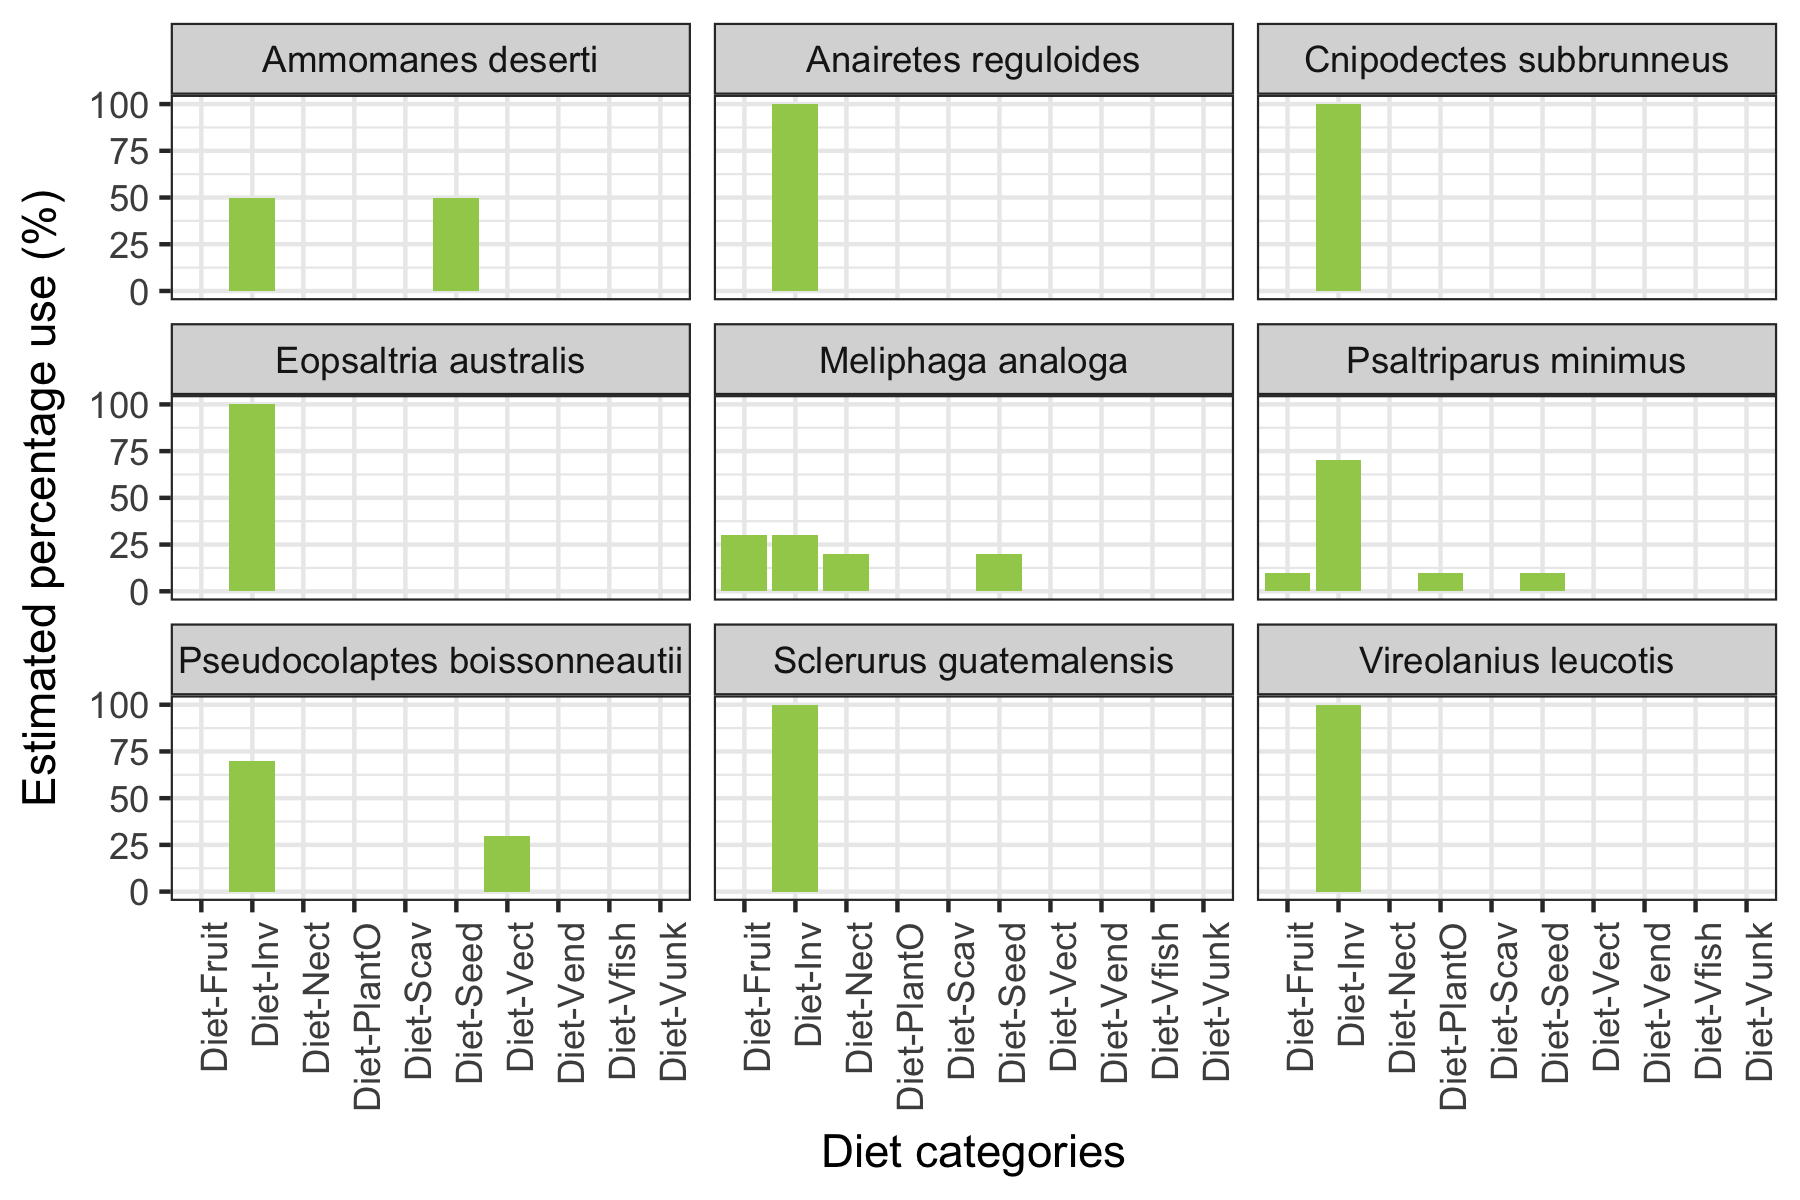 Ammomanes deserti
Anairetes reguloides
Cnipodectes subbrunneus
100
75
50
25
0
Eopsaltria australis
Meliphaga analoga
Psaltriparus minimus
100
75
50
25
0
Pseudocolaptes boissonneautii
Sclerurus guatemalensis
Vireolanius leucotis
100
75
50
25
0
Estimated percentage use (%)
Diet-Fruit
Diet-Inv
Diet-Nect
Diet-PlantO
Diet-Scav
Diet-Seed
Diet-Vect
Diet-Vend
Diet-Vfish
Diet-Vunk
Diet-Fruit
Diet-Inv
Diet-Nect
Diet-PlantO
Diet-Scav
Diet-Seed
Diet-Vect
Diet-Vend
Diet-Vfish
Diet-Vunk
Diet-Fruit
Diet-Inv
Diet-Nect
Diet-PlantO
Diet-Scav
Diet-Seed
Diet-Vect
Diet-Vend
Diet-Vfish
Diet-Vunk
Diet categories